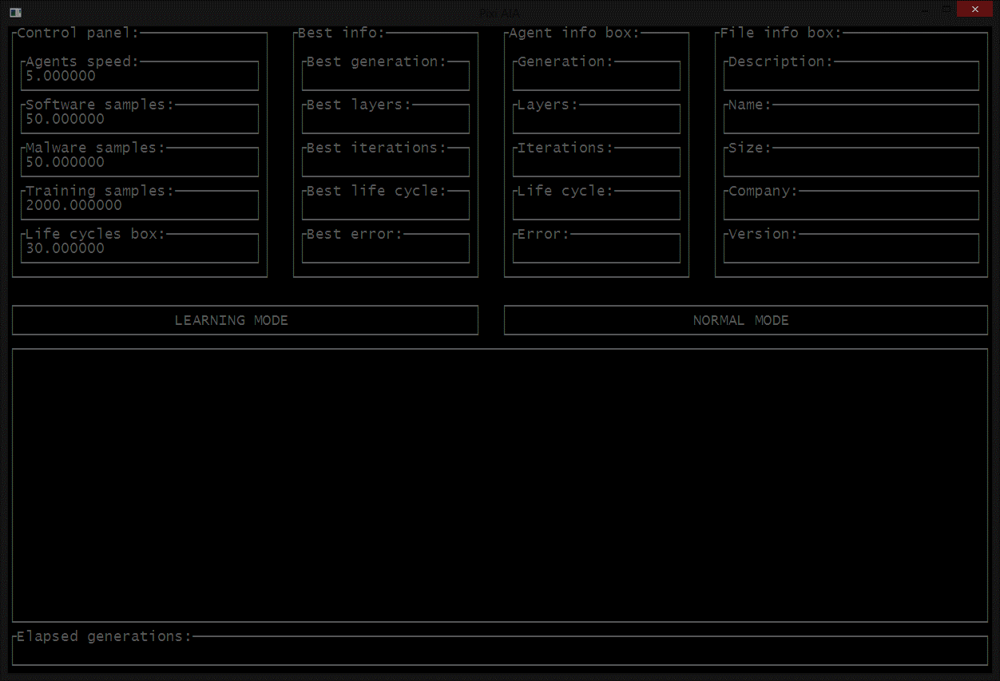 Control panel:
Agents speed:
5.000000
Software samples:
50.000000
Malware samples:
50.000000
Training samples:
2000.000000
Life cycles box:
30.000000
Best info:
Best generation:
Best layers:
Best iterations:
Best life cycle:
Best error:
Agent info box:
Generation:
Layers:
Iterations:
Life cycle:
Error:
File info box:
Description:
Name:
Size:
Company:
Version:
LEARNING MODE
NORMAL MODE
Elapsed generations: